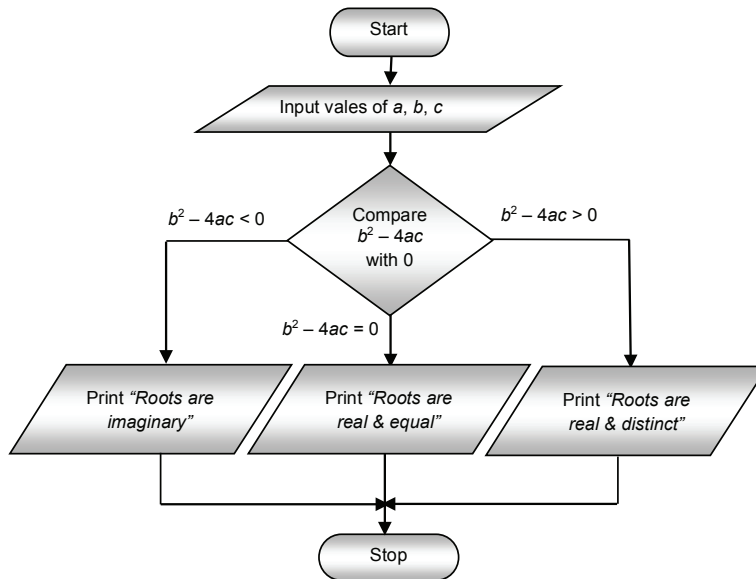 Start
Input vales of a, b, c
b² – 4ac < 0
Compare
b² – 4ac
with 0
b² – 4ac > 0
b² – 4ac = 0
Print “Roots are
imaginary”
Print “Roots are
real & equal”
Print “Roots are
real & distinct”
Stop